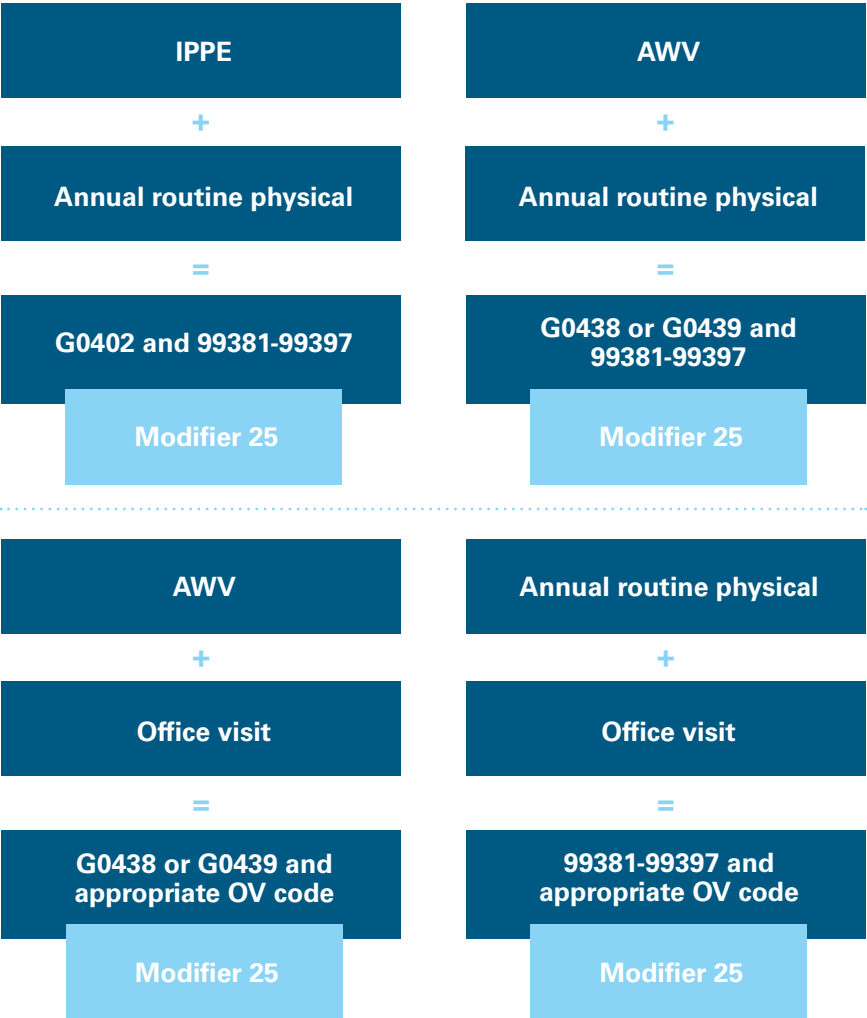 IPPE
+
Annual routine physical
=
G0402 and 99381-99397
Modifier 25
AWV
+
Annual routine physical
=
G0438 or G0439 and
99381-99397
Modifier 25
AWV
+
Office visit
=
G0438 or G0439 and
appropriate OV code
Modifier 25
Annual routine physical
+
Office visit
=
99381-99397 and
appropriate OV code
Modifier 25